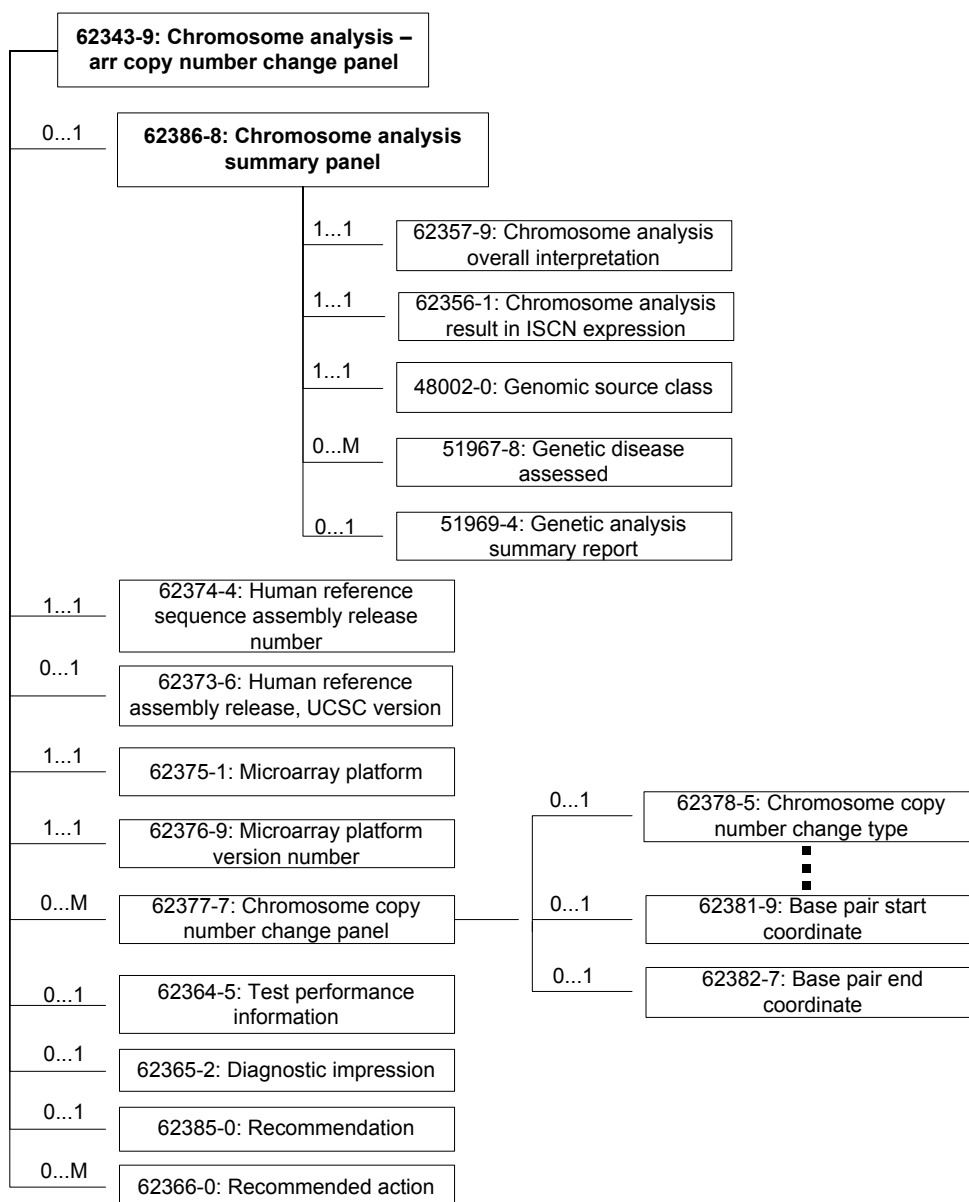 62343-9: Chromosome analysis –
arr copy number change panel
0...1
62386-8: Chromosome analysis
summary panel
1...1
62357-9: Chromosome analysis
overall interpretation
1...1
62356-1: Chromosome analysis
result in ISCN expression
1...1
48002-0: Genomic source class
0...M
51967-8: Genetic disease
assessed
0...1
51969-4: Genetic analysis
summary report
1...1
62374-4: Human reference
sequence assembly release
number
0...1
62373-6: Human reference
assembly release, UCSC version
1...1
62375-1: Microarray platform
1...1
62376-9: Microarray platform
version number
0...M
62377-7: Chromosome copy
number change panel
0...1
62378-5: Chromosome copy
number change type
0...1
62381-9: Base pair start
coordinate
0...1
62382-7: Base pair end
coordinate
0...1
62364-5: Test performance
information
0...1
62365-2: Diagnostic impression
0...1
62385-0: Recommendation
0...M
62366-0: Recommended action